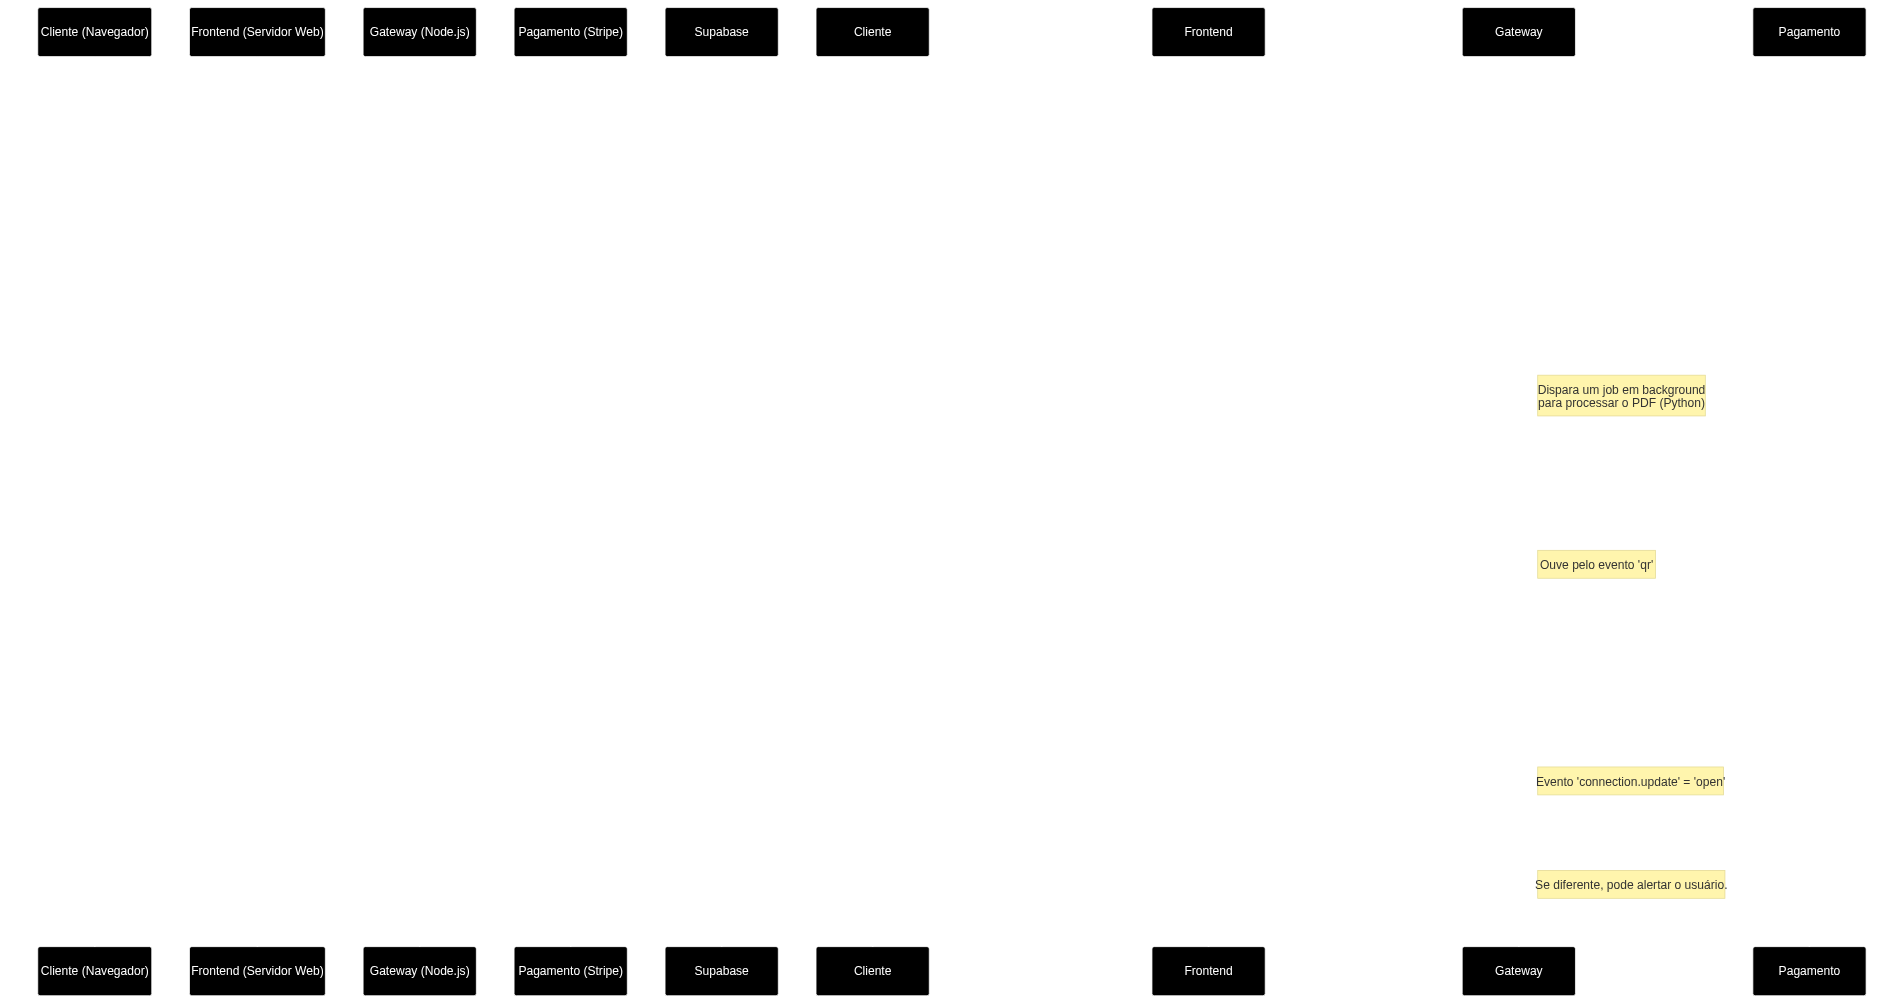 Cliente (Navegador)
Frontend (Servidor Web)
Gateway (Node.js)
Pagamento (Stripe)
Supabase
Cliente
Frontend
Gateway
Pagamento
Dispara um job em background
para processar o PDF (Python)
Ouve pelo evento 'qr'
Evento 'connection.update' = 'open'
Se diferente, pode alertar o usuário.
Cliente (Navegador)
Frontend (Servidor Web)
Gateway (Node.js)
Pagamento (Stripe)
Supabase
Cliente
Frontend
Gateway
Pagamento